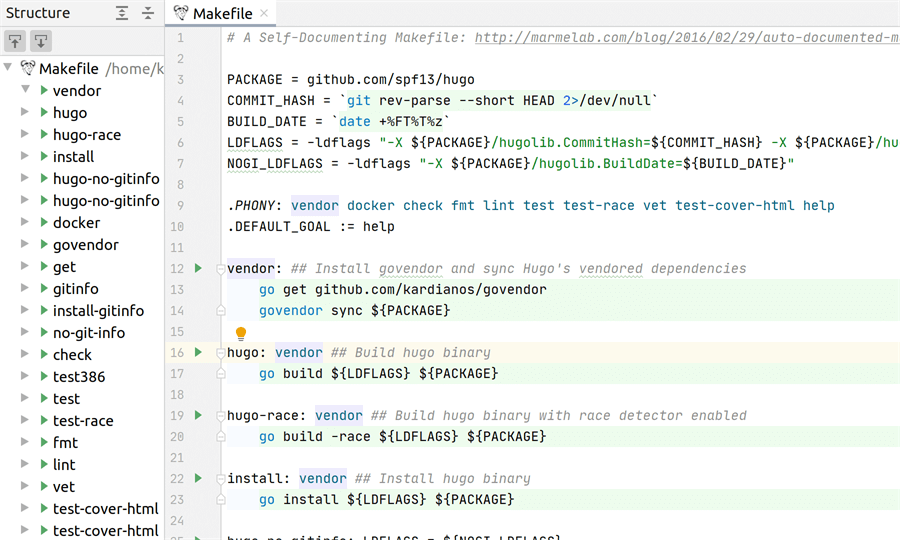 Structure
Makefile /home/k
vendor
hugo
hugo-race
install
hugo-no-gitinfo
hugo-no-gitinfo
docker
govendor
get
gitinfo
install-gitinfo
no-git-info
check
test386
test
test-race
fmt
lint
vet
test-cover-html
test-cover-html
Makefile
1 # A Self-Documenting Makefile: http://marmelab.com/blog/2016/02/29/auto-documented-m
2
3 PACKAGE = github.com/spf13/hugo
4 COMMIT_HASH = `git rev-parse --short HEAD 2>/dev/null`
5 BUILD_DATE = `date +%FT%T%z`
6 LDFLAGS = -ldflags "-X ${PACKAGE}/hugolib.CommitHash=${COMMIT_HASH} -X ${PACKAGE}/hu
7 NOGI_LDFLAGS = -ldflags "-X ${PACKAGE}/hugolib.BuildDate=${BUILD_DATE}"
8
9 .PHONY: vendor docker check fmt lint test test-race vet test-cover-html help
10 .DEFAULT_GOAL := help
11
12 vendor: ## Install govendor and sync Hugo's vendored dependencies
13 go get github.com/kardianos/govendor
14 govendor sync ${PACKAGE}
15
16 hugo: vendor ## Build hugo binary
17 go build ${LDFLAGS} ${PACKAGE}
18
19 hugo-race: vendor ## Build hugo binary with race detector enabled
20 go build -race ${LDFLAGS} ${PACKAGE}
21
22 install: vendor ## Install hugo binary
23 go install ${LDFLAGS} ${PACKAGE}
24
25 hugo-no-gitinfo: LDFLAGS = ${NOGI_LDFLAGS}